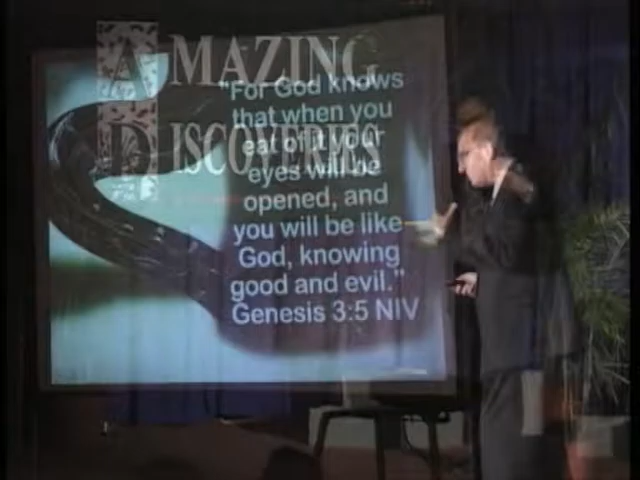 AMAZING
DISCOVERIES
"For God knows
that when you
eat of it your
eyes will be
opened, and
you will be like
God, knowing
good and evil."
Genesis 3:5 NIV